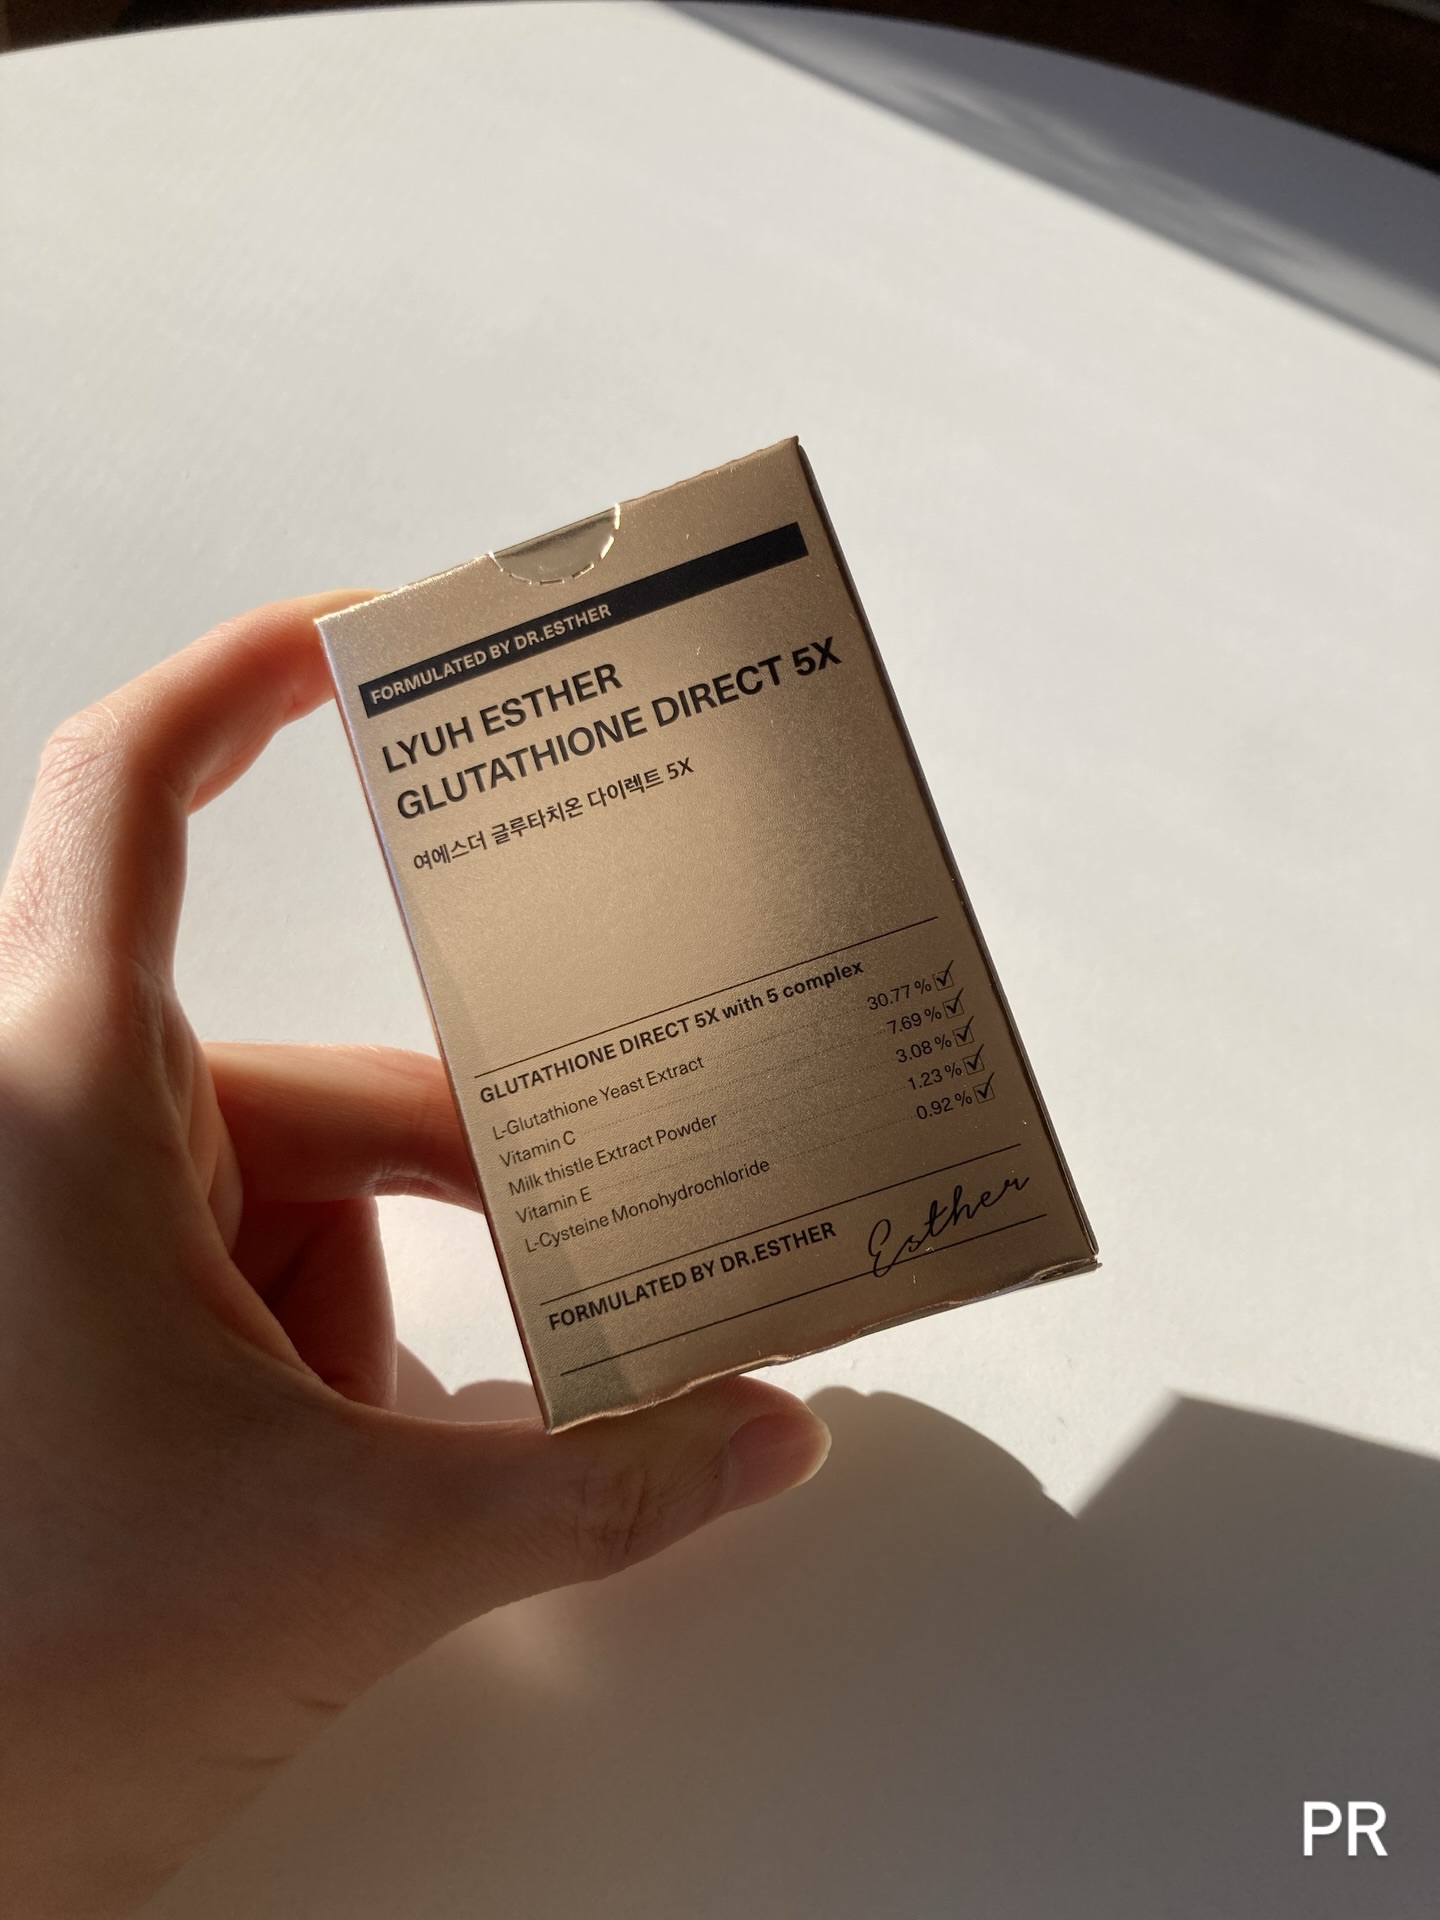 FORMULATED BY DR.ESTHER
LYUH ESTHER
GLUTATHIONE DIRECT 5X
여에스더 글루타치온 다이렉트 5X
GLUTATHIONE DIRECT 5X with 5 complex
L-Glutathione Yeast Extract 30.77 %
Vitamin C 7.69 %
Milk thistle Extract Powder 3.08 %
Vitamin E 1.23 %
L-Cysteine Monohydrochloride 0.92 %
FORMULATED BY DR.ESTHER Esther
PR